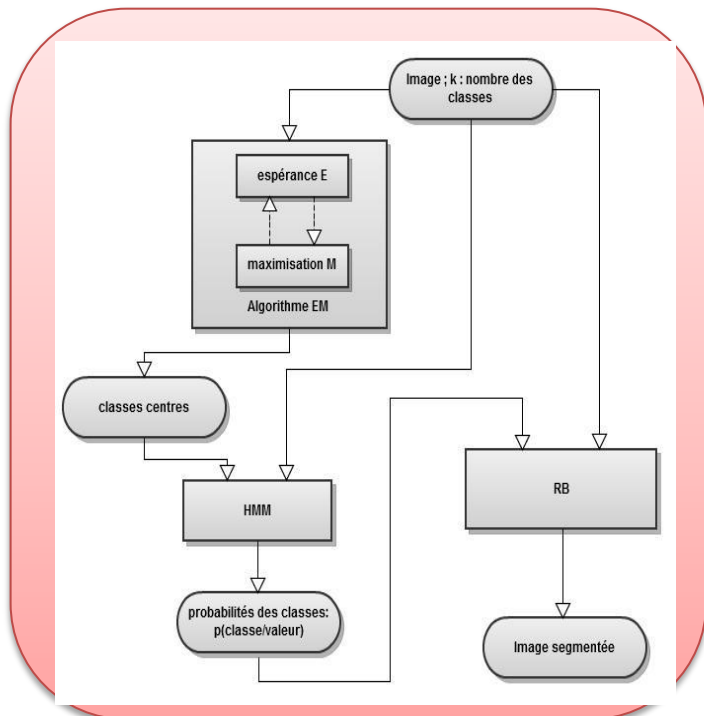 Image ; k : nombre des
classes
espérance E
maximisation M
Algorithme EM
classes centres
HMM
RB
probabilités des classes:
p(classe/valeur)
Image segmentée